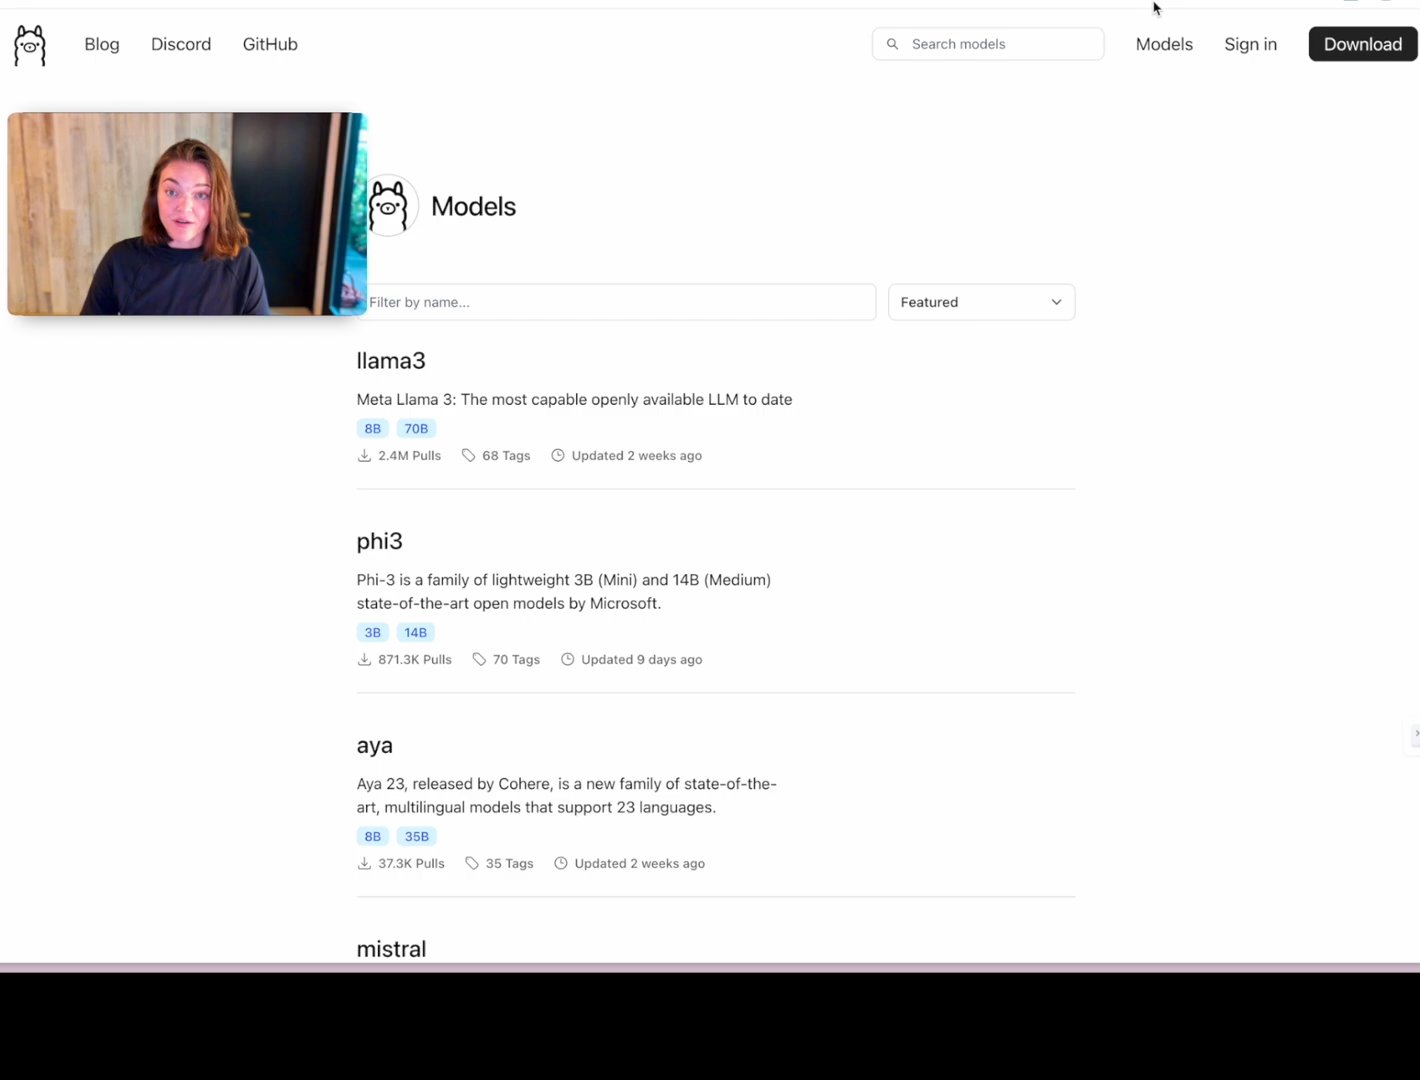 Blog Discord GitHub Search models Models Sign in Download
Models
Filter by name... Featured
llama3
Meta Llama 3: The most capable openly available LLM to date
8B 70B
2.4M Pulls 68 Tags Updated 2 weeks ago
phi3
Phi-3 is a family of lightweight 3B (Mini) and 14B (Medium)
state-of-the-art open models by Microsoft.
3B 14B
871.3K Pulls 70 Tags Updated 9 days ago
aya
Aya 23, released by Cohere, is a new family of state-of-the-
art, multilingual models that support 23 languages.
8B 35B
37.3K Pulls 35 Tags Updated 2 weeks ago
mistral